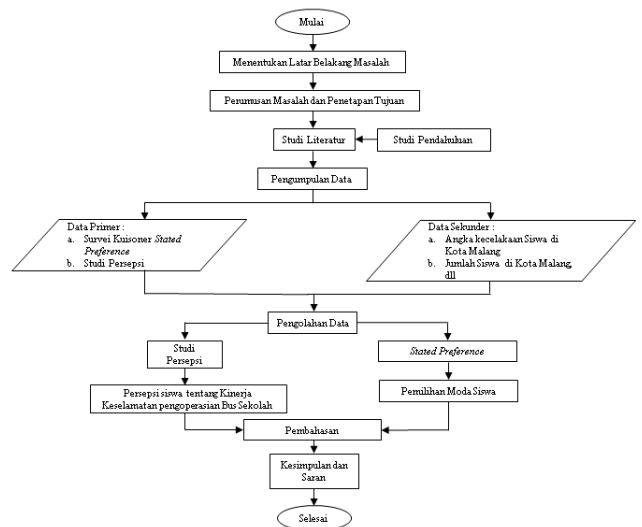 Mulai
Menentukan Latar Belakang Masalah
Perumusan Masalah dan Penetapan Tujuan
Studi Literatur
Studi Pendahuluan
Pengumpulan Data
Data Primer :
a. Survei Kuisoner Stated
Preference
b. Studi Persepsi
Data Sekunder :
a. Angka kecelakaan Siswa di
Kota Malang
b. Jumlah Siswa di Kota Malang,
dll
Pengolahan Data
Studi
Persepsi
Stated Preference
Persepsi siswa tentang Kinerja
Keselamatan pengoperasian Bus Sekolah
Pemilihan Moda Siswa
Pembahasan
Kesimpulan dan
Saran
Selesai